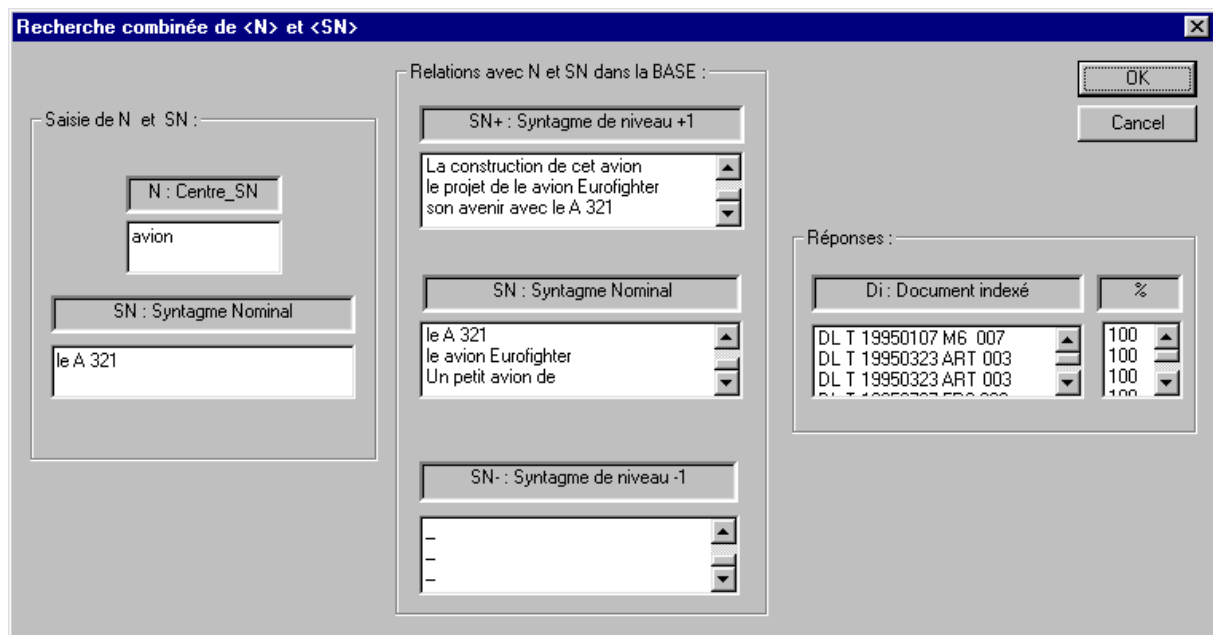 Recherche combinée de <N> et <SN>
Saisie de N et SN :
N : Centre_SN
avion
SN : Syntagme Nominal
le A 321
Relations avec N et SN dans la BASE :
SN+ : Syntagme de niveau +1
La construction de cet avion
le projet de le avion Eurofighter
son avenir avec le A 321
SN : Syntagme Nominal
le A 321
le avion Eurofighter
Un petit avion de
SN- : Syntagme de niveau -1
_
_
_
OK
Cancel
Réponses :
Di : Document indexé
%
DL T 19950107 M6 007
100
DL T 19950323 ART 003
100
DL T 19950323 ART 003
100
100